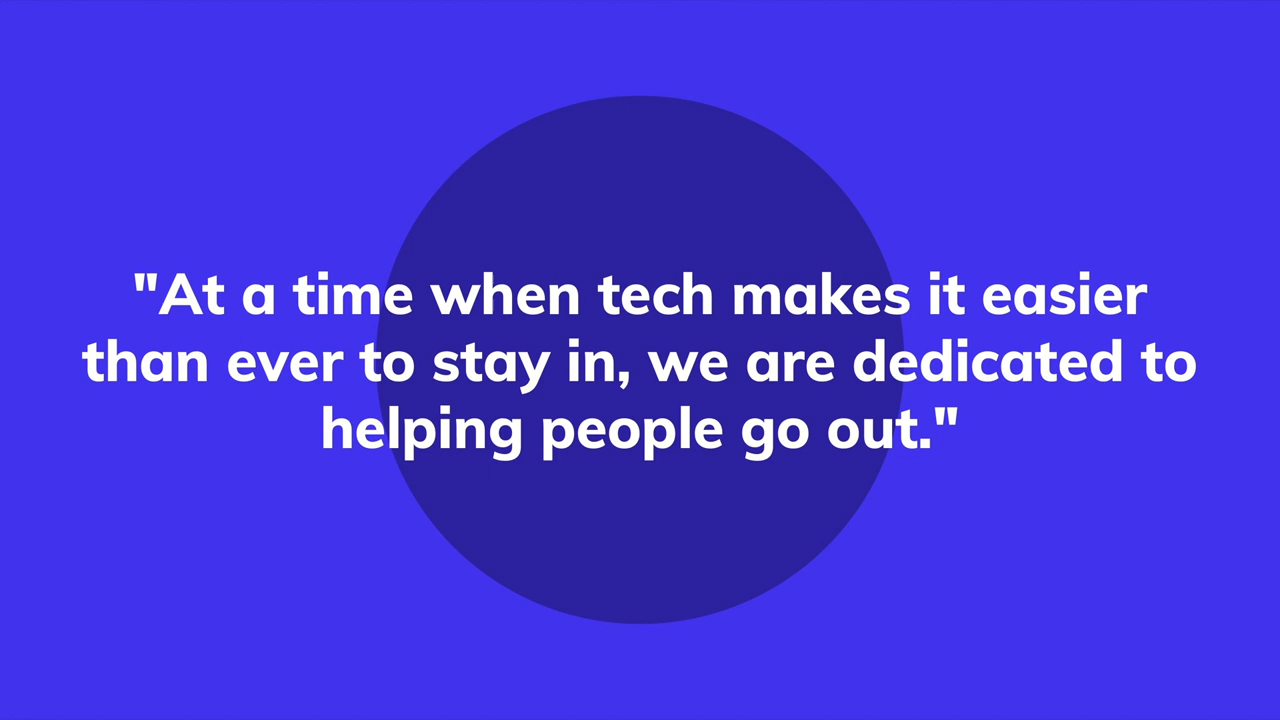 "At a time when tech makes it easier
than ever to stay in, we are dedicated to
helping people go out."